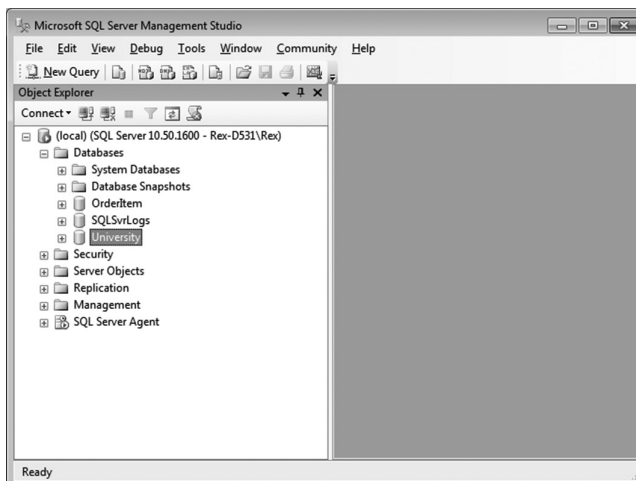 Microsoft SQL Server Management Studio
File Edit View Debug Tools Window Community Help
New Query
Object Explorer
Connect
(local) (SQL Server 10.50.1600 - Rex-D531\Rex)
Databases
System Databases
Database Snapshots
OrderItem
SQLSvrLogs
University
Security
Server Objects
Replication
Management
SQL Server Agent
Ready